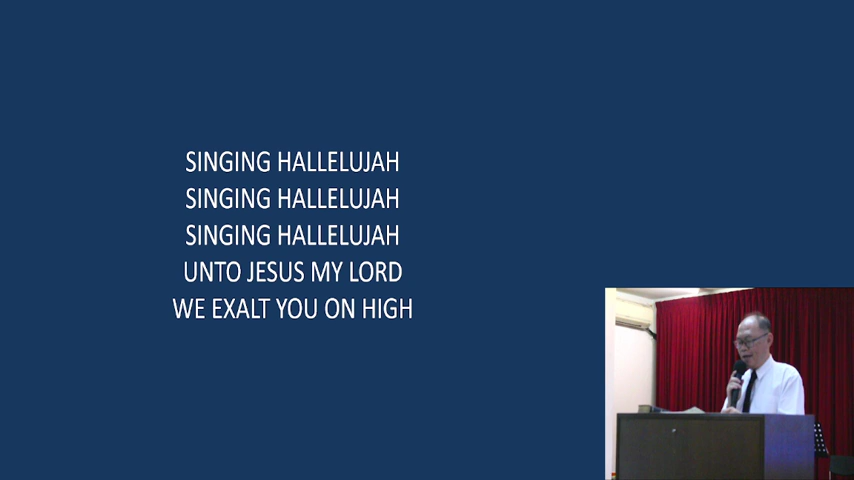 SINGING HALLELUJAH
SINGING HALLELUJAH
SINGING HALLELUJAH
UNTO JESUS MY LORD
WE EXALT YOU ON HIGH